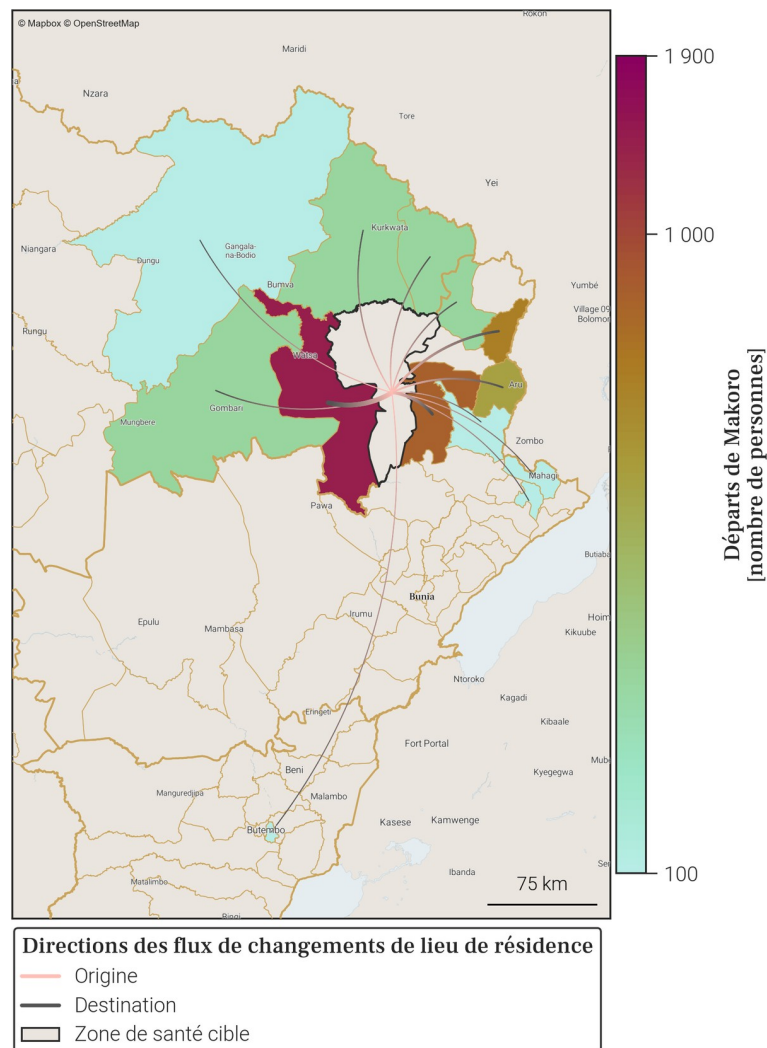 © Mapbox © OpenStreetMap
Rokon
Maridi
Nzara
Tore
Yei
Kurkwata
Niangara
Gangala-
na-Bodio
Dungu
Bumva
Yumbé
Village 09
Bolomor
Rungu
Watsa
Aru
Gombari
Mungbere
Zombo
Mahagi
Pawa
Butiaba
Bunia
Irumu
Epulu
Mambasa
Hoim
Kikuube
Ntoroko
Kagadi
Eringeti
Kibaale
Fort Portal
Mube
Beni
Kyegegwa
Manguredjipa
Malambo
Kasese
Kamwenge
Butembo
Ibanda
Matalimbo
75 km
1 900
1 000
100
Départs de Makoro
[nombre de personnes]
Directions des flux de changements de lieu de résidence
Origine
Destination
Zone de santé cible